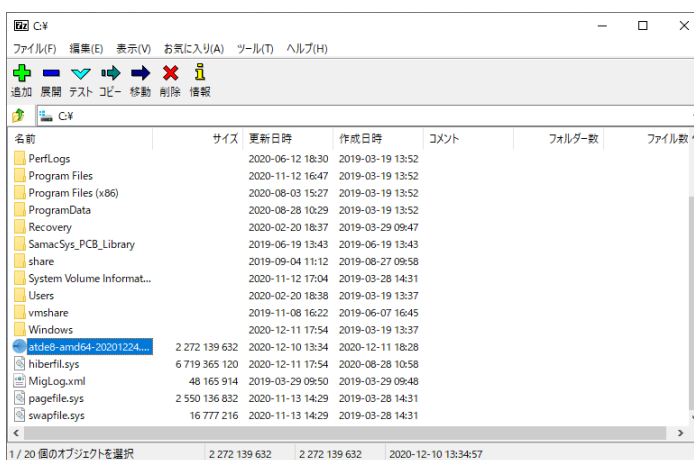 7z C:¥
ファイル(F) 編集(E) 表示(V) お気に入り(A) ツール(T) ヘルプ(H)
追加 展開 テスト コピー 移動 削除 情報
C:¥
名前 サイズ 更新日時 作成日時 コメント フォルダー数 ファイル数
PerfLogs 2020-06-12 18:30 2019-03-19 13:52
Program Files 2020-11-12 16:47 2019-03-19 13:52
Program Files (x86) 2020-08-03 15:27 2019-03-19 13:52
ProgramData 2020-08-28 10:29 2019-03-19 13:52
Recovery 2020-02-20 18:37 2019-03-29 09:47
SamacSys_PCB_Library 2019-06-19 13:43 2019-06-19 13:43
share 2019-09-04 11:12 2019-08-27 09:58
System Volume Informat... 2020-11-12 17:04 2019-03-28 14:31
Users 2020-02-20 18:38 2019-03-19 13:37
vmshare 2019-11-08 16:22 2019-06-07 16:45
Windows 2020-12-11 17:54 2019-03-19 13:37
atde8-amd64-20201224.... 2 272 139 632 2020-12-10 13:34 2020-12-11 18:28
hiberfil.sys 6 719 365 120 2020-12-11 17:54 2020-08-28 10:58
MigLog.xml 48 165 914 2019-03-29 09:50 2019-03-29 09:48
pagefile.sys 2 550 136 832 2020-11-13 14:29 2019-03-28 14:31
swapfile.sys 16 777 216 2020-11-13 14:29 2019-03-28 14:31
1 / 20 個のオブジェクトを選択 2 272 139 632 2 272 139 632 2020-12-10 13:34:57